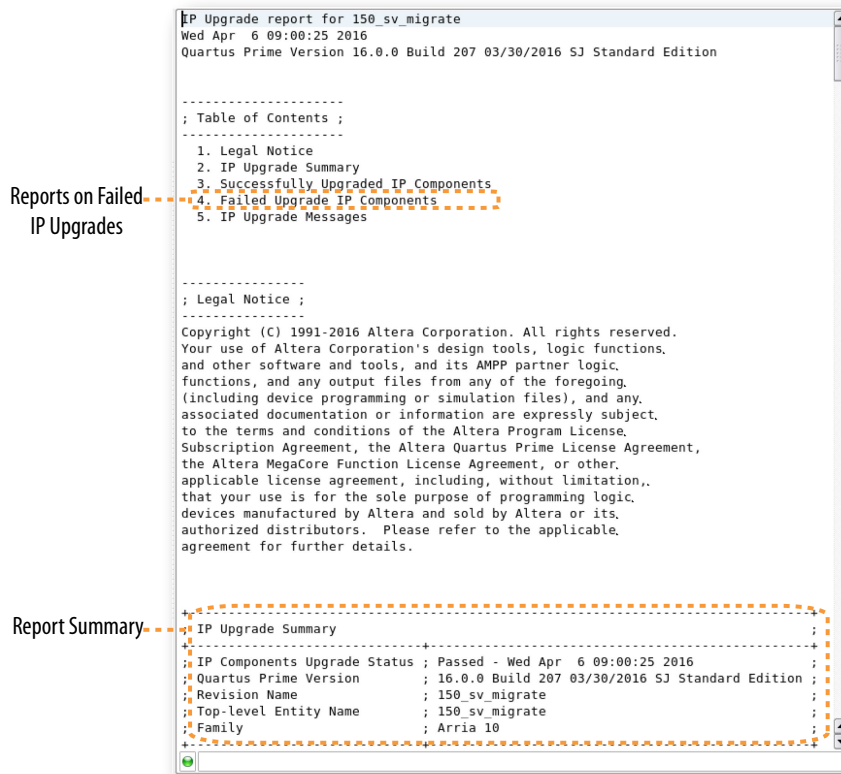 IP Upgrade report for 150_sv_migrate
Wed Apr  6 09:00:25 2016
Quartus Prime Version 16.0.0 Build 207 03/30/2016 SJ Standard Edition
---------------------
; Table of Contents ;
---------------------
1. Legal Notice
2. IP Upgrade Summary
3. Successfully Upgraded IP Components
4. Failed Upgrade IP Components
5. IP Upgrade Messages
Reports on Failed
IP Upgrades
----------------
; Legal Notice ;
----------------
Copyright (C) 1991-2016 Altera Corporation. All rights reserved.
Your use of Altera Corporation's design tools, logic functions.
and other software and tools, and its AMPP partner logic.
functions, and any output files from any of the foregoing.
(including device programming or simulation files), and any.
associated documentation or information are expressly subject.
to the terms and conditions of the Altera Program License.
Subscription Agreement, the Altera Quartus Prime License Agreement,
the Altera MegaCore Function License Agreement, or other.
applicable license agreement, including, without limitation,.
that your use is for the sole purpose of programming logic.
devices manufactured by Altera and sold by Altera or its.
authorized distributors.  Please refer to the applicable.
agreement for further details.
Report Summary
+---------------------------------------------------------------------------------+
; IP Upgrade Summary ;
+-------------------------------+-------------------------------------------------+
; IP Components Upgrade Status ; Passed - Wed Apr  6 09:00:25 2016 ;
; Quartus Prime Version ; 16.0.0 Build 207 03/30/2016 SJ Standard Edition ;
; Revision Name ; 150_sv_migrate ;
; Top-level Entity Name ; 150_sv_migrate ;
; Family ; Arria 10 ;
+-------------------------------+-------------------------------------------------+